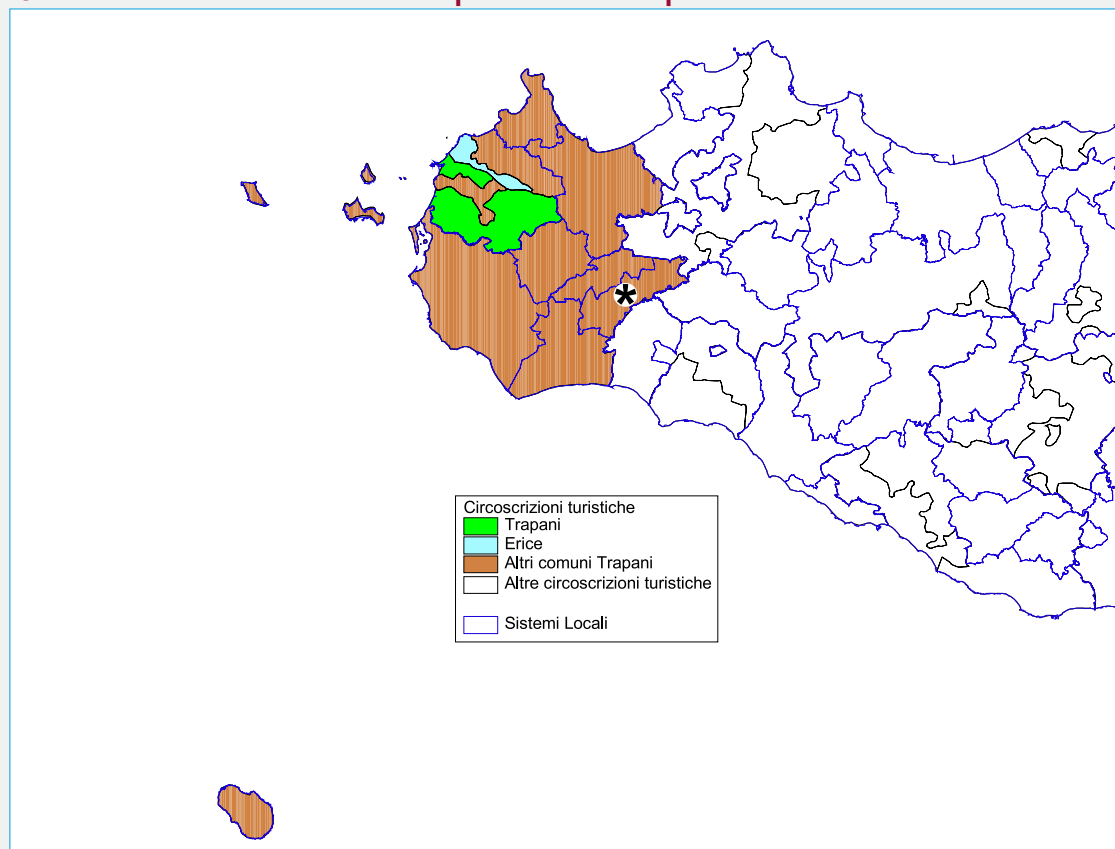 Circoscrizioni turistiche
Trapani
Erice
Altri comuni Trapani
Altre circoscrizioni turistiche
Sistemi Locali
*